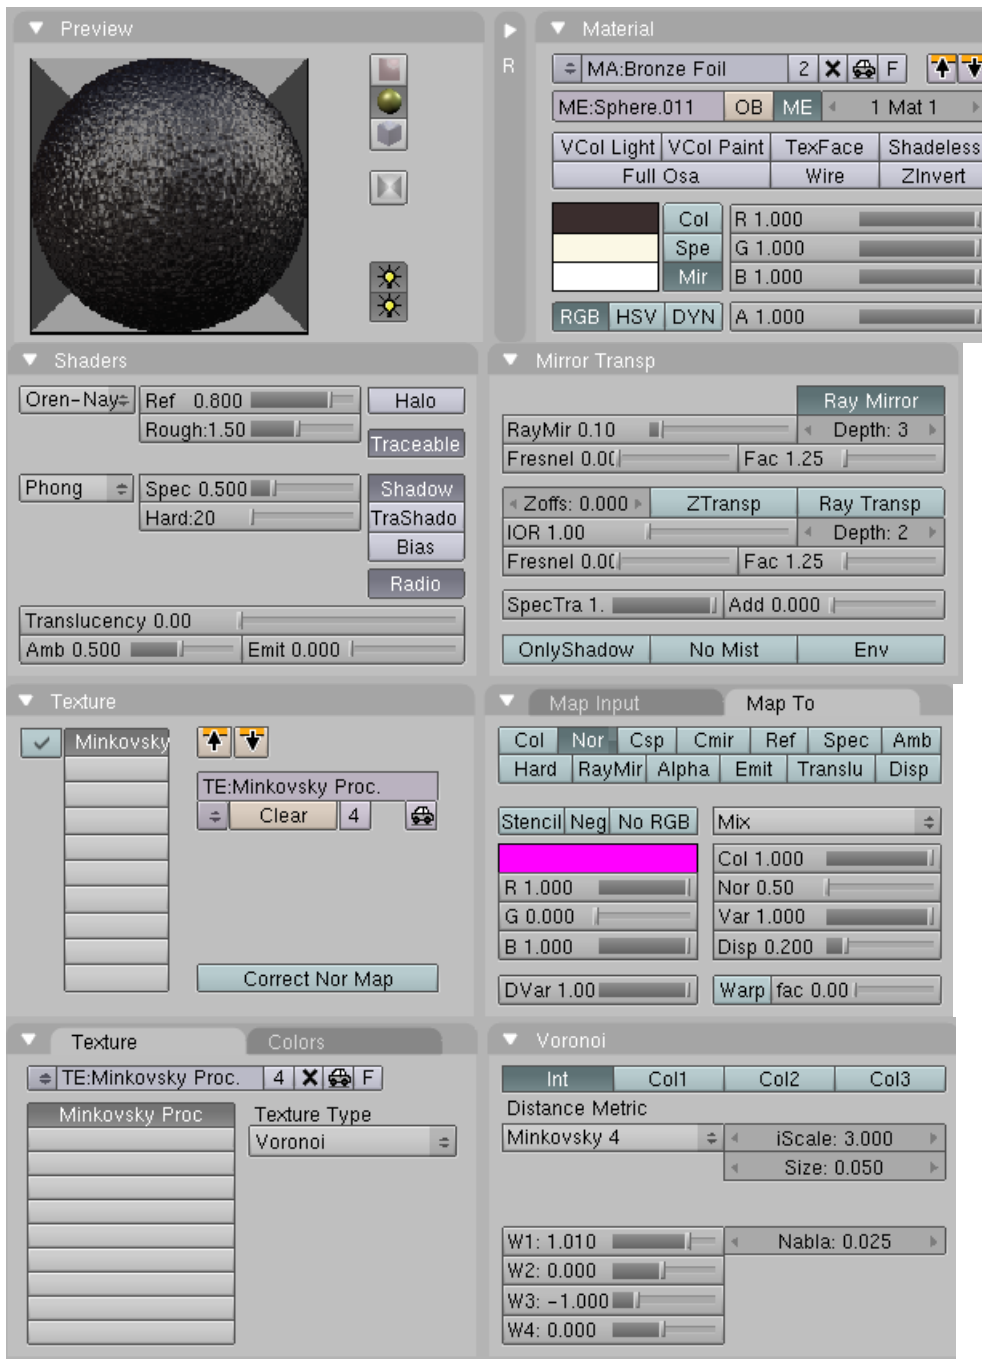 Preview
R
Material
MA:Bronze Foil 2 F
ME:Sphere.011 OB ME 1 Mat 1
VCol Light VCol Paint TexFace Shadeless
Full Osa Wire ZInvert
Col R 1.000
Spe G 1.000
Mir B 1.000
RGB HSV DYN A 1.000
Shaders
Oren-Nay Ref 0.800 Halo
Rough:1.50 Traceable
Phong Spec 0.500 Shadow
Hard:20 TraShado
Bias
Radio
Translucency 0.00
Amb 0.500 Emit 0.000
Mirror Transp
Ray Mirror
RayMir 0.10 Depth: 3
Fresnel 0.0( Fac 1.25
Zoffs: 0.000 ZTransp Ray Transp
IOR 1.00 Depth: 2
Fresnel 0.0( Fac 1.25
SpecTra 1. Add 0.000
OnlyShadow No Mist Env
Texture
Minkovsky
TE:Minkovsky Proc.
Clear 4
Correct Nor Map
Map Input Map To
Col Nor Csp Cmir Ref Spec Amb
Hard RayMir Alpha Emit Translu Disp
Stencil Neg No RGB Mix
Col 1.000
R 1.000 Nor 0.50
G 0.000 Var 1.000
B 1.000 Disp 0.200
DVar 1.00 Warp fac 0.00
Texture Colors
TE:Minkovsky Proc. 4 F
Minkovsky Proc Texture Type
Voronoi
Voronoi
Int Col1 Col2 Col3
Distance Metric
Minkovsky 4 iScale: 3.000
Size: 0.050
W1: 1.010 Nabla: 0.025
W2: 0.000
W3: -1.000
W4: 0.000